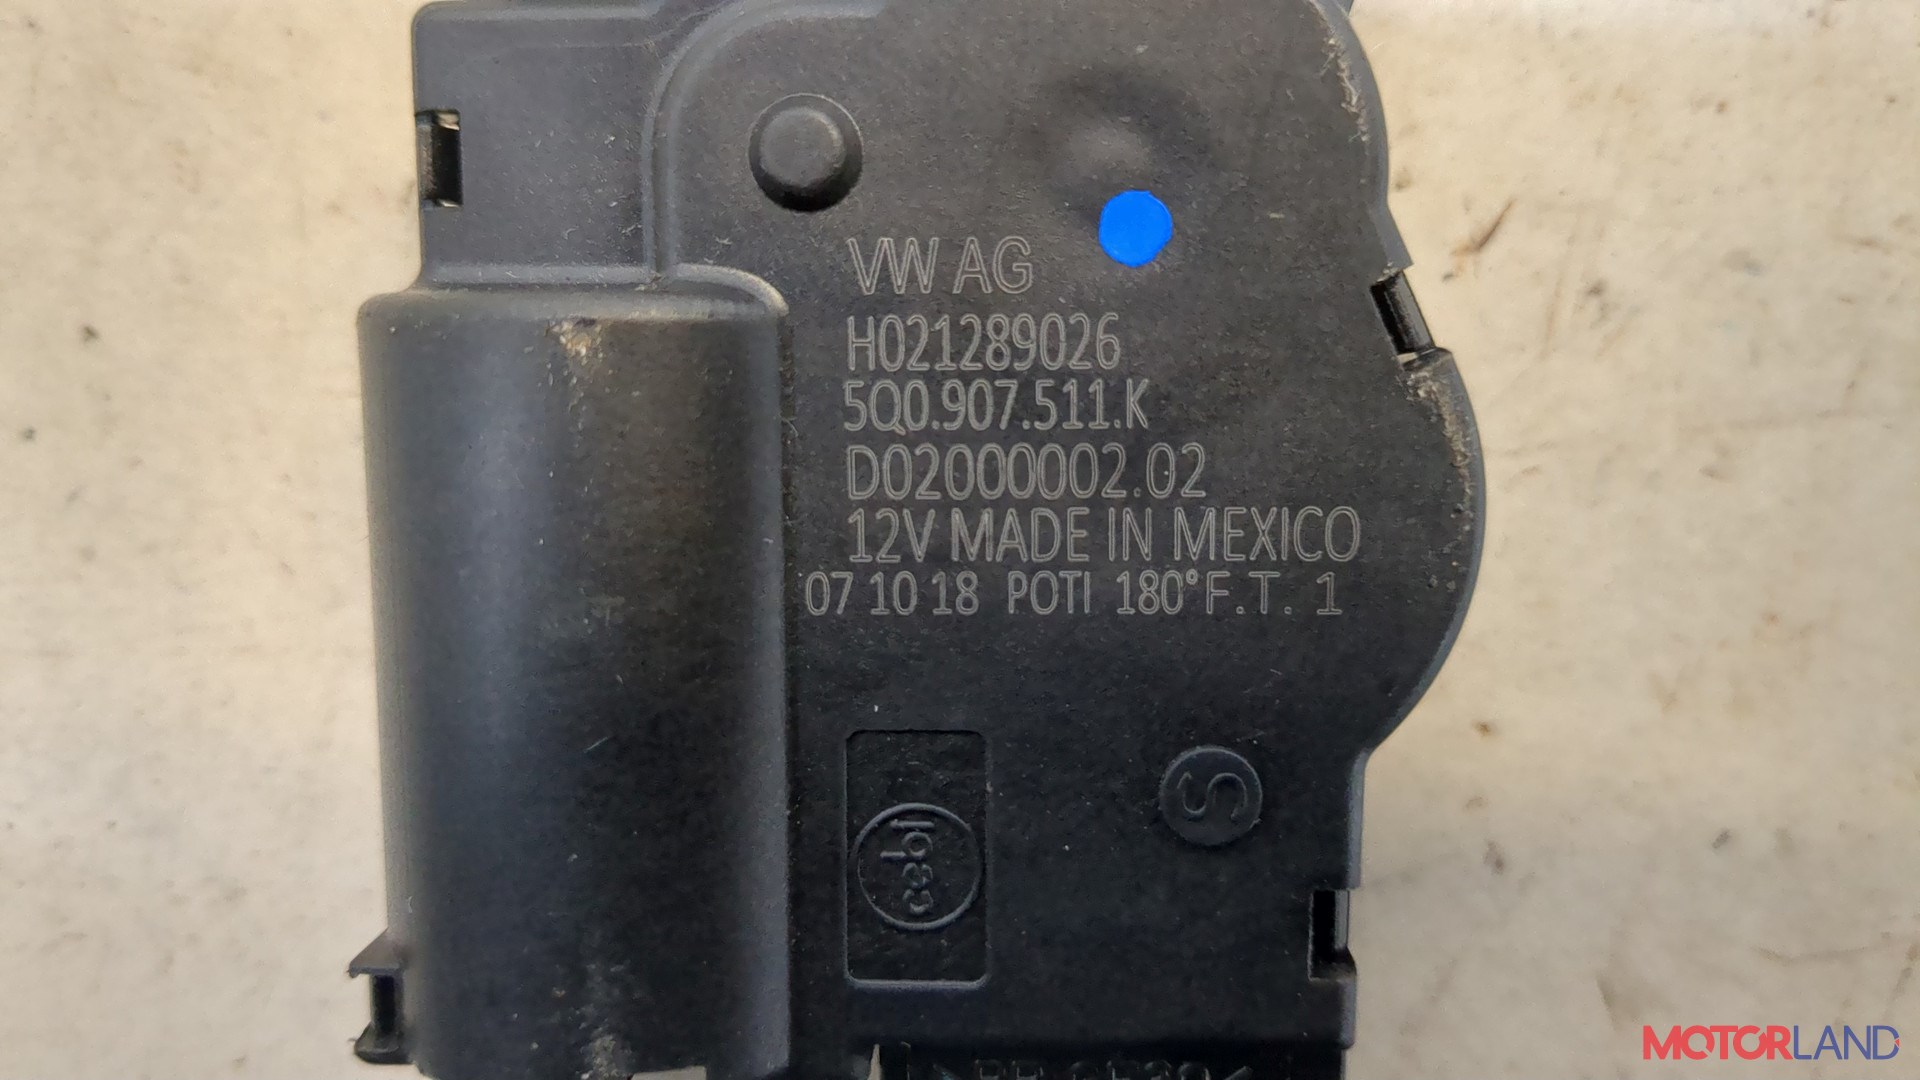 VW AG
H021289026
5Q0.907.511.K
D02000002.02
12V MADE IN MEXICO
07 10 18 POTI 180° F.T. 1
S
MOTORLAND